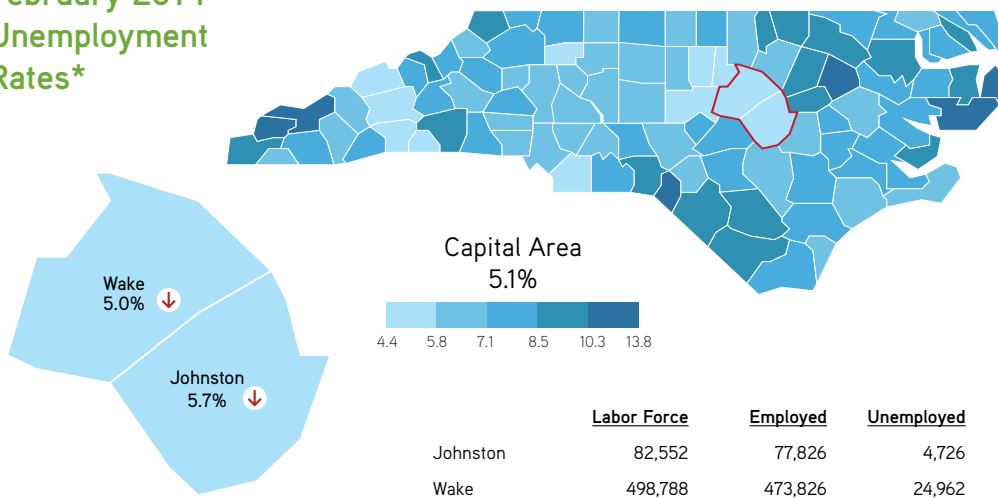 February 2014
Unemployment
Rates*
Capital Area
5.1%
4.4 5.8 7.1 8.5 10.3 13.8
Wake
5.0%
Johnston
5.7%
Labor Force Employed Unemployed
Johnston 82,552 77,826 4,726
Wake 498,788 473,826 24,962